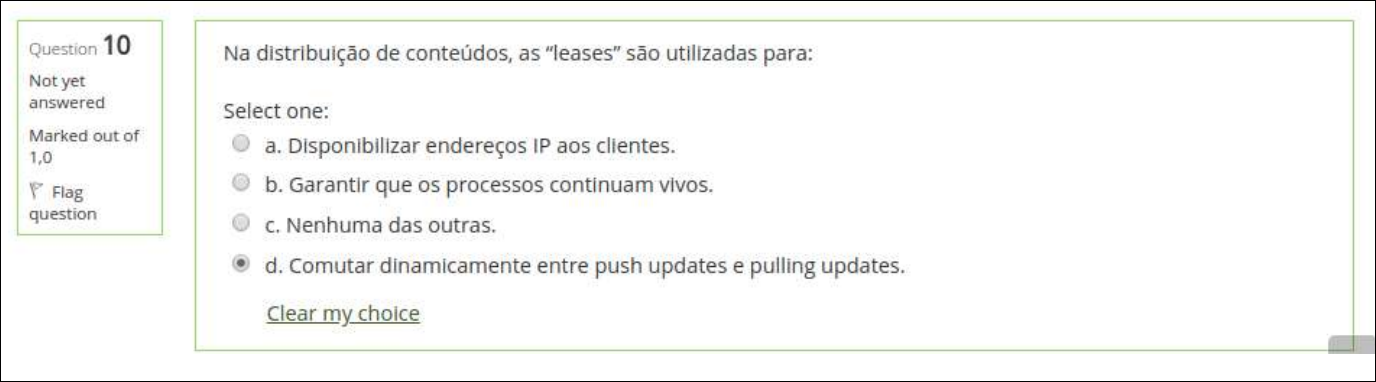 Question 10
Not yet
answered
Marked out of
1,0
Flag
question
Na distribuição de conteúdos, as “leases” são utilizadas para:
Select one:
a. Disponibilizar endereços IP aos clientes.
b. Garantir que os processos continuam vivos.
c. Nenhuma das outras.
d. Comutar dinamicamente entre push updates e pulling updates.
Clear my choice